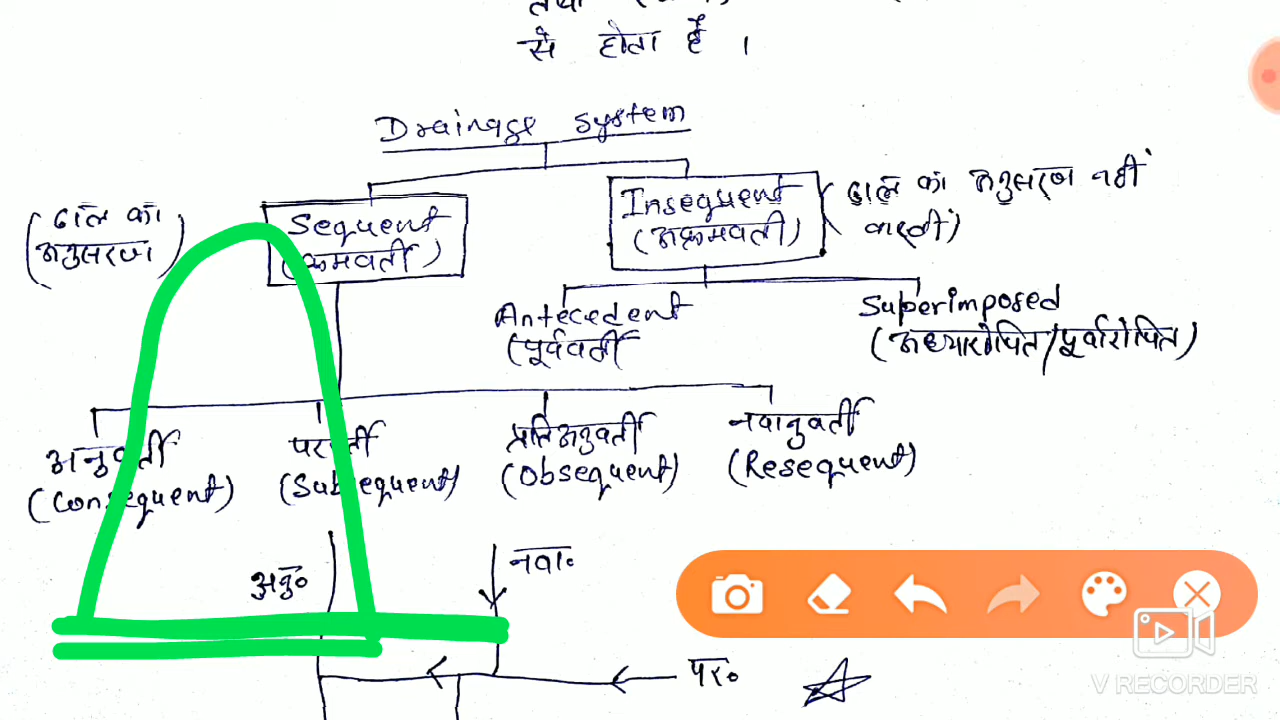 तथा
से होता है ।
Drainage System
(ढाल का
अनुसरण)
Sequent
(क्रमवर्ती)
Insequent
(अक्रमवर्ती)
(ढाल का अनुसरण नहीं
करती)
Antecedent
(पूर्ववर्ती
Superimposed
(अध्यारोपित/पूर्वारोपित)
अनुवर्ती
(Consequent)
परवर्ती
(Subsequent)
प्रतिअनुवर्ती
(Obsequent)
नवानुवर्ती
(Resequent)
अनु०
नवा०
पर०
V RECORDER